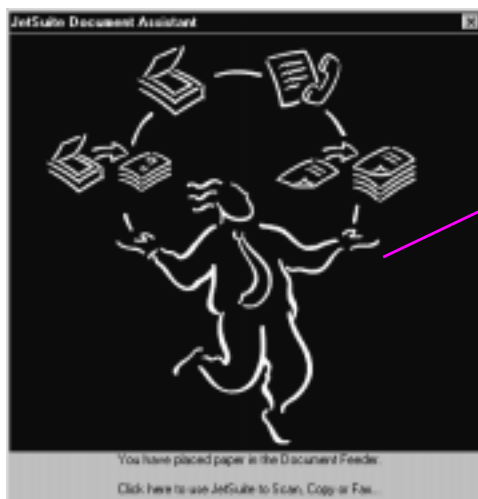 JetSuite Document Assistant
You have placed paper in the Document Feeder.
Click here to use JetSuite to Scan, Copy or Fax...